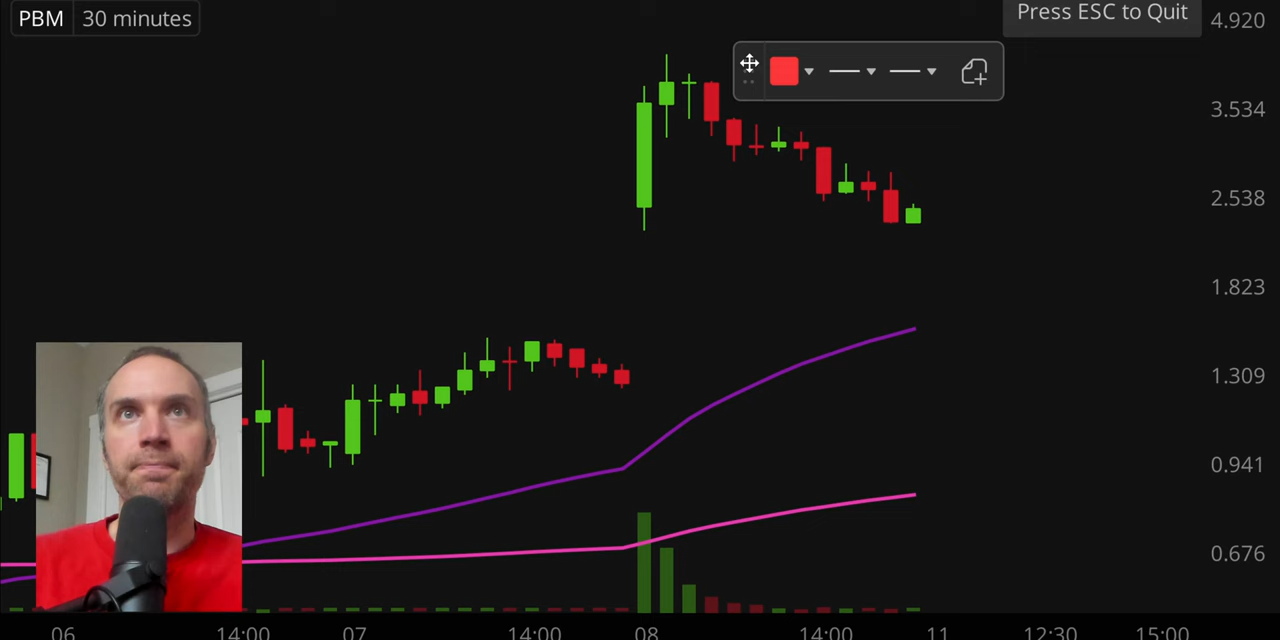 PBM 30 minutes
Press ESC to Quit
4.920
3.534
2.538
1.823
1.309
0.941
0.676
06 14:00 07 14:00 08 14:00 11 12:30 15:00